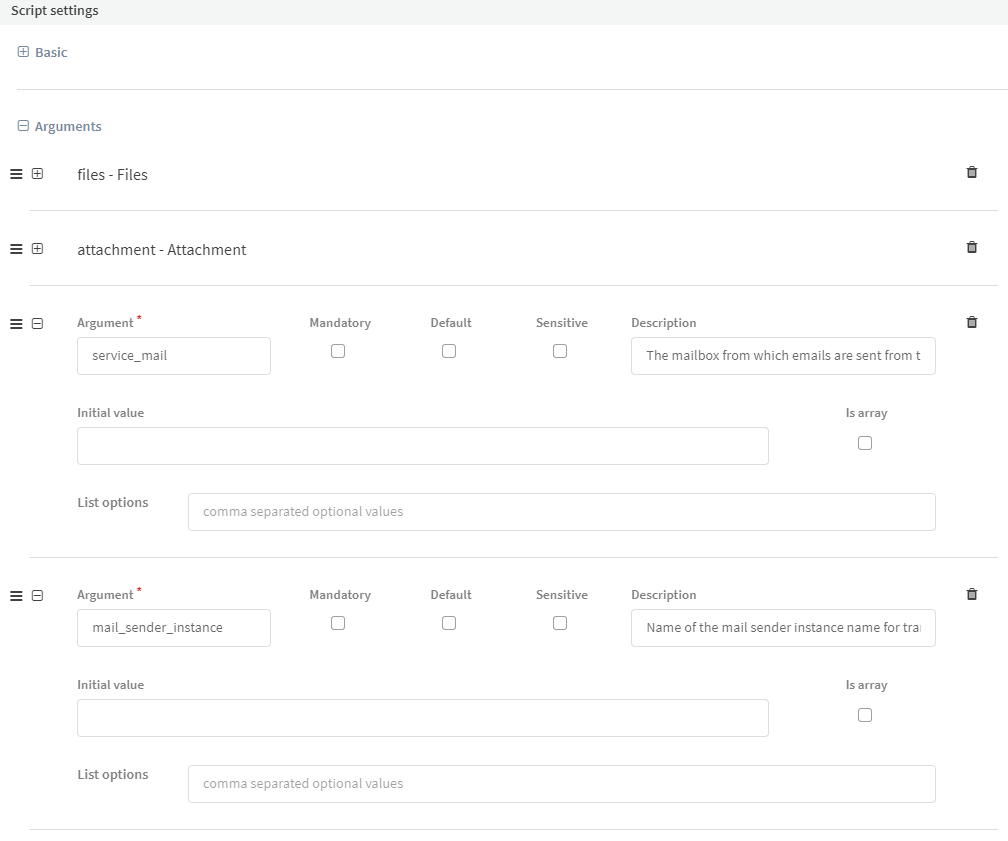 Script settings
Basic
Arguments
files - Files
attachment - Attachment
Argument * Mandatory Default Sensitive Description
service_mail The mailbox from which emails are sent from t
Initial value Is array
List options comma separated optional values
Argument * Mandatory Default Sensitive Description
mail_sender_instance Name of the mail sender instance name for tra
Initial value Is array
List options comma separated optional values